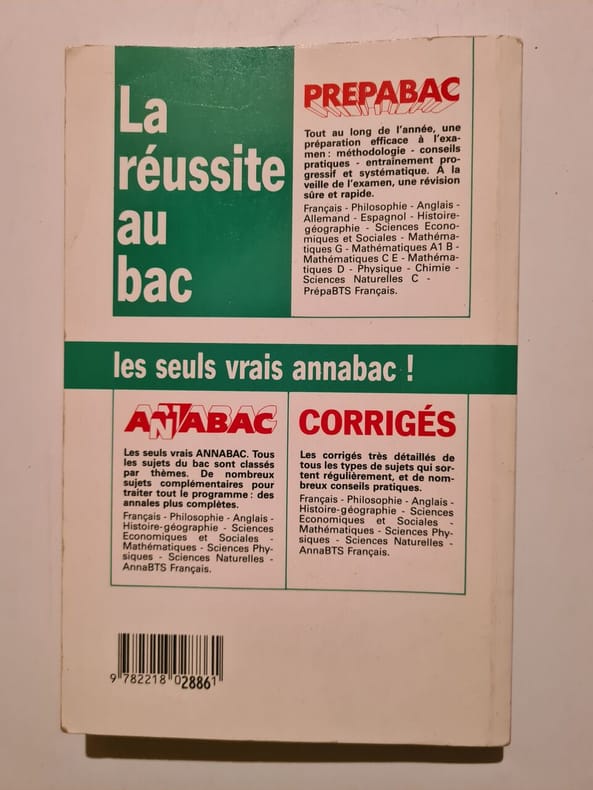 La
réussite
au
bac
PREPABAC
Tout au long de l'année, une
préparation efficace à l'exa-
men : méthodologie - conseils
pratiques - entraînement pro-
gressif et systématique. A la
veille de l'examen, une révision
sûre et rapide.
Français - Philosophie - Anglais -
Allemand - Espagnol - Histoire-
géographie - Sciences Econo-
miques et Sociales - Mathéma-
tiques G - Mathématiques A1 B -
Mathématiques C E - Mathéma-
tiques D - Physique - Chimie -
Sciences Naturelles C -
PrépaBTS Français.
les seuls vrais annabac !
ANNABAC
Les seuls vrais ANNABAC. Tous
les sujets du bac sont classés
par thèmes. De nombreux
sujets complémentaires pour
traiter tout le programme : des
annales plus complètes.
Français - Philosophie - Anglais -
Histoire-géographie - Sciences
Economiques et Sociales -
Mathématiques - Sciences Phy-
siques - Sciences Naturelles -
AnnaBTS Français.
CORRIGÉS
Les corrigés très détaillés de
tous les types de sujets qui sor-
tent régulièrement, et de nom-
breux conseils pratiques.
Français - Philosophie - Anglais -
Histoire-géographie - Sciences
Economiques et Sociales -
Mathématiques - Sciences Phy-
siques - Sciences Naturelles -
AnnaBTS Français.
9 782218 028861